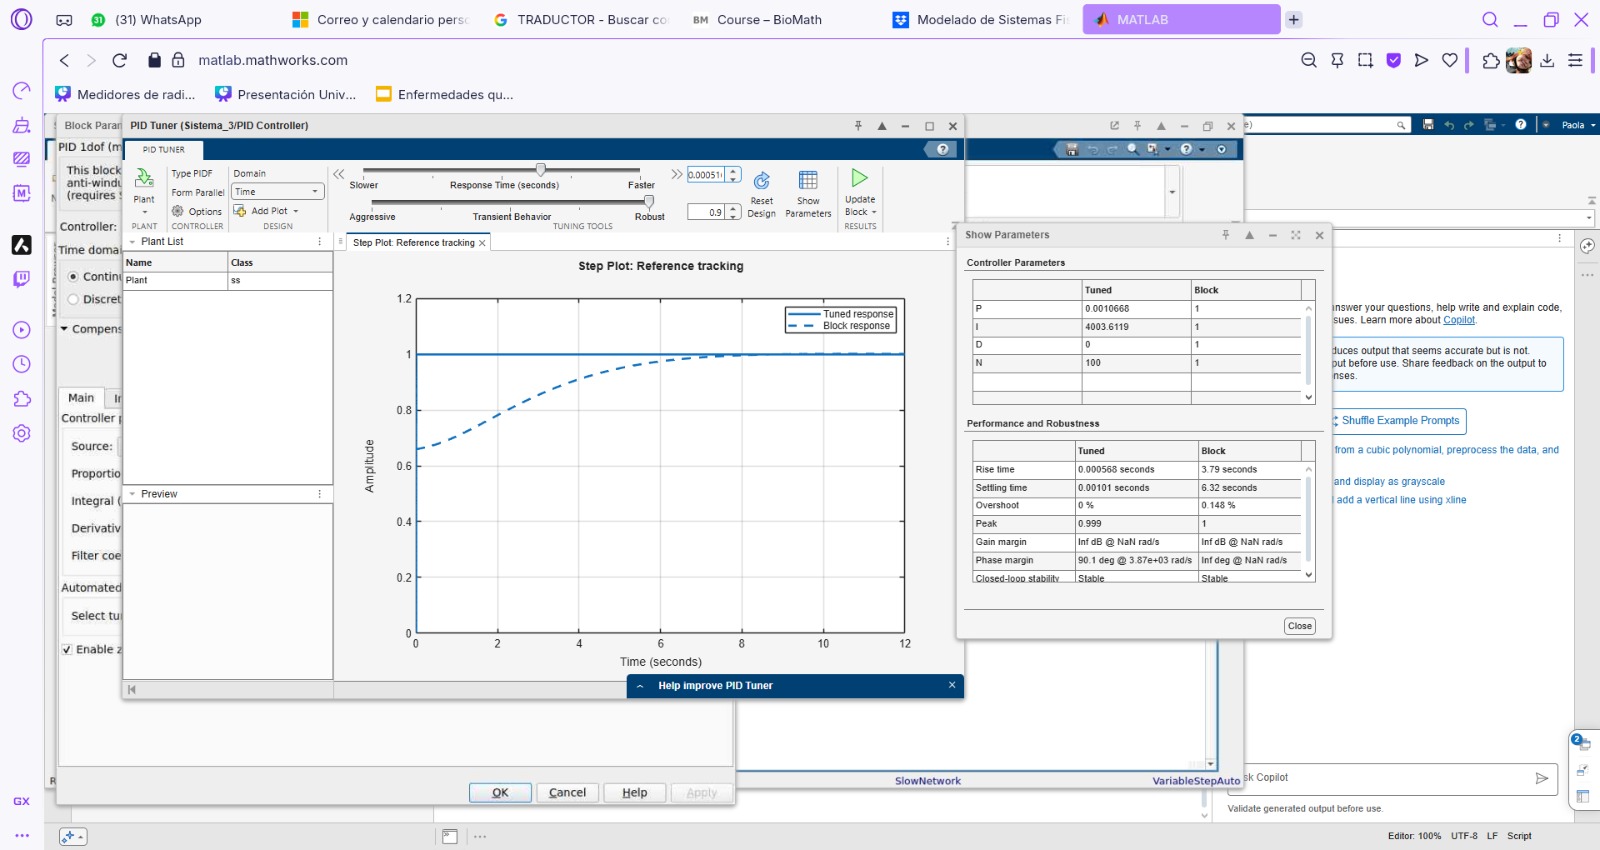 (31) WhatsApp
Correo y calendario perso
TRADUCTOR - Buscar co
BM Course – BioMath
Modelado de Sistemas Fi
MATLAB
matlab.mathworks.com
Medidores de radi...
Presentación Univ...
Enfermedades qu...
Block Param
PID Tuner (Sistema_3/PID Controller)
Paola
PID 1dof (m
This block
anti-windu
(requires S
Controller:
Time domai
Continu
Discret
Compens
Main
Controller p
Source:
Proportio
Integral (
Derivativ
Filter coe
Automated
Select tun
Enable z
PID TUNER
Plant
PLANT
Type PIDF
Form Parallel
Options
CONTROLLER
Domain
Time
Add Plot
DESIGN
Slower
Response Time (seconds)
Faster
Aggressive
Transient Behavior
Robust
0.00051
0.9
TUNING TOOLS
Reset
Design
Show
Parameters
Update
Block
RESULTS
Plant List
Name Class
Plant ss
Preview
Step Plot: Reference tracking
Step Plot: Reference tracking
Tuned response
Block response
Amplitude
1.2
1
0.8
0.6
0.4
0.2
0
0 2 4 6 8 10 12
Time (seconds)
Help improve PID Tuner
Show Parameters
Controller Parameters
Tuned Block
P 0.0010668 1
I 4003.6119 1
D 0 1
N 100 1
Performance and Robustness
Tuned Block
Rise time 0.000568 seconds 3.79 seconds
Settling time 0.00101 seconds 6.32 seconds
Overshoot 0 % 0.148 %
Peak 0.999 1
Gain margin Inf dB @ NaN rad/s Inf dB @ NaN rad/s
Phase margin 90.1 deg @ 3.87e+03 rad/s Inf deg @ NaN rad/s
Closed-loop stability Stable Stable
Close
nswer your questions, help write and explain code,
sues. Learn more about Copilot.
duces output that seems accurate but is not.
put before use. Share feedback on the output to
nses.
Shuffle Example Prompts
from a cubic polynomial, preprocess the data, and
and display as grayscale
add a vertical line using xline
OK
Cancel
Help
Apply
SlowNetwork
VariableStepAuto
sk Copilot
2
Validate generated output before use.
GX
Editor: 100% UTF-8 LF Script